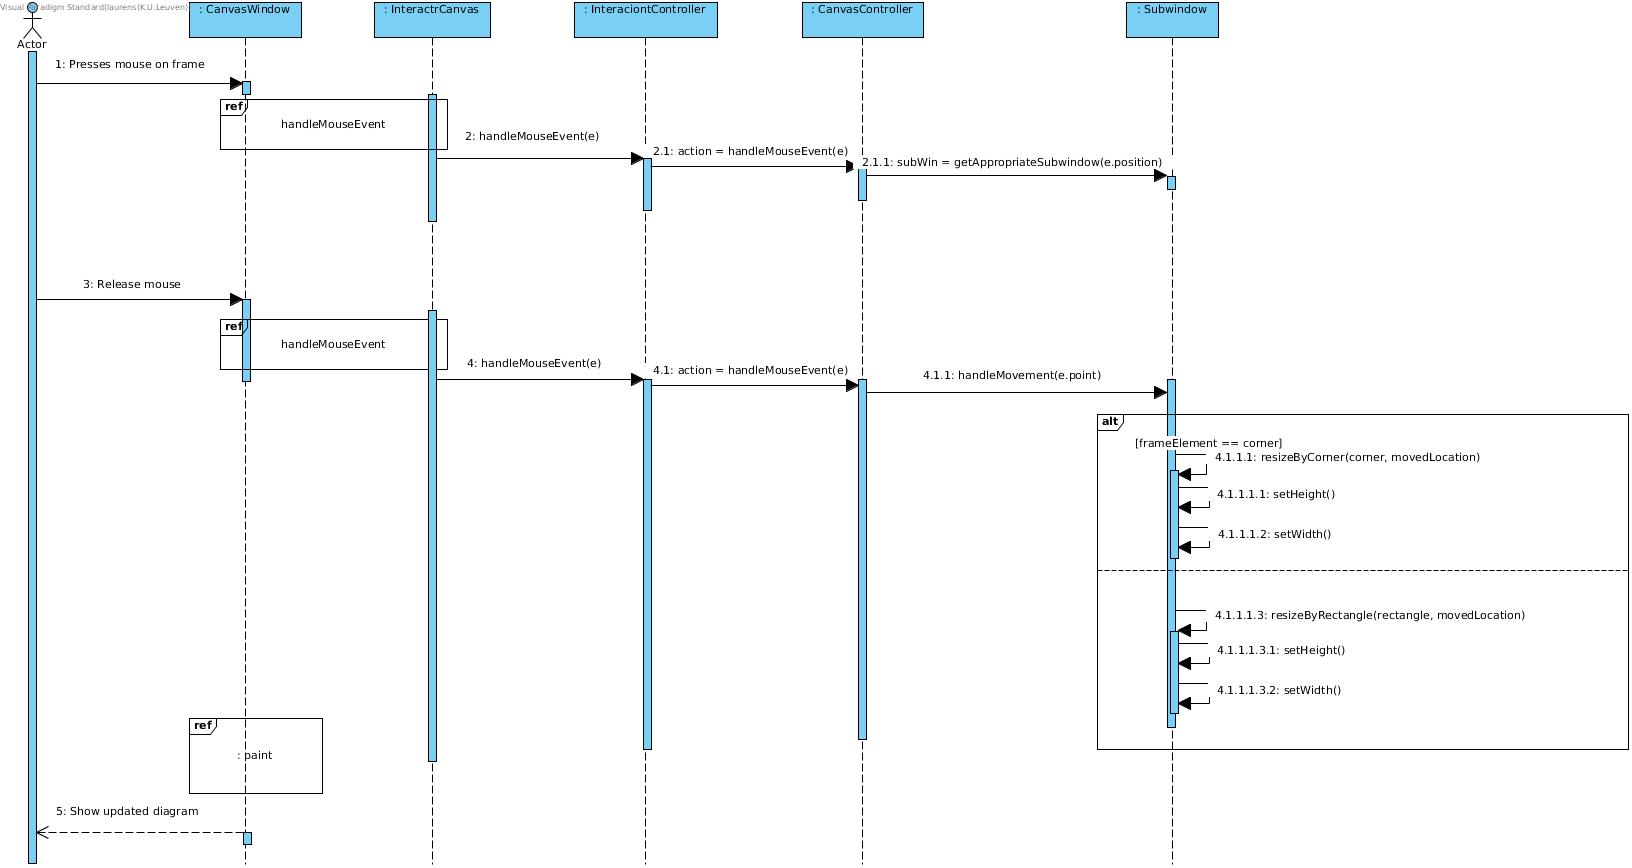 Visual Paradigm Standard(laurens(K.U.Leuven))
: CanvasWindow
: InteractrCanvas
: InteraciontController
: CanvasController
: Subwindow
Actor
1: Presses mouse on frame
ref
handleMouseEvent
2: handleMouseEvent(e)
2.1: action = handleMouseEvent(e)
2.1.1: subWin = getAppropriateSubwindow(e.position)
3: Release mouse
ref
handleMouseEvent
4: handleMouseEvent(e)
4.1: action = handleMouseEvent(e)
4.1.1: handleMovement(e.point)
alt
[frameElement == corner]
4.1.1.1: resizeByCorner(corner, movedLocation)
4.1.1.1.1: setHeight()
4.1.1.1.2: setWidth()
4.1.1.1.3: resizeByRectangle(rectangle, movedLocation)
4.1.1.1.3.1: setHeight()
4.1.1.1.3.2: setWidth()
ref
: paint
5: Show updated diagram